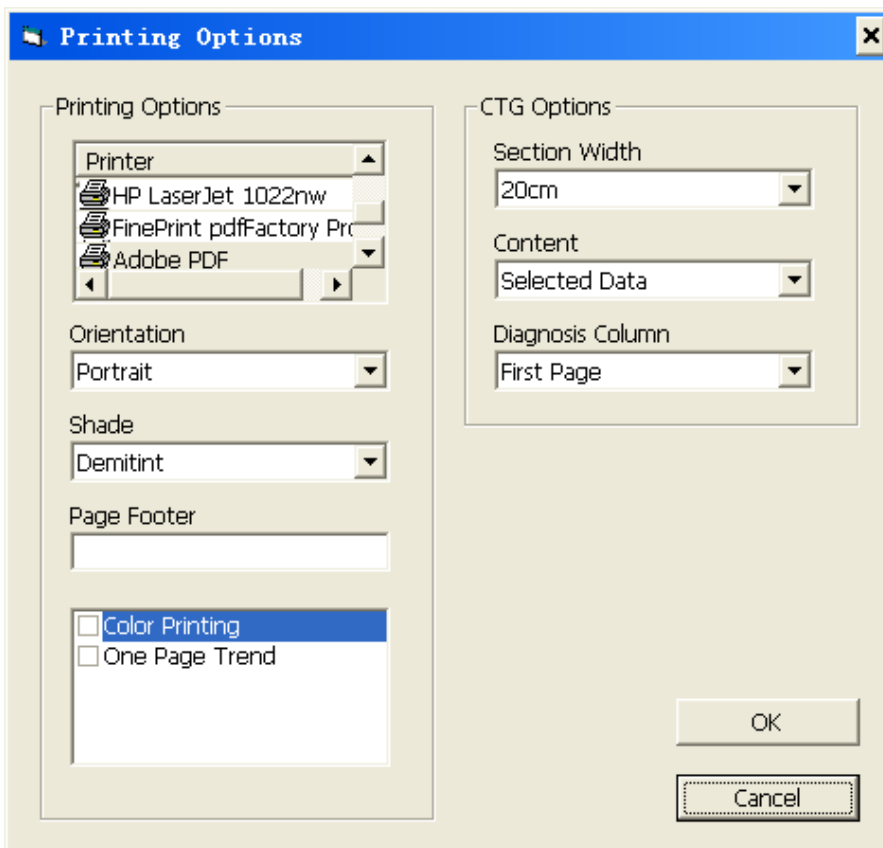 Printing Options
Printing Options
Printer
HP LaserJet 1022nw
FinePrint pdfFactory Pro
Adobe PDF
Orientation
Portrait
Shade
Demitint
Page Footer
Color Printing
One Page Trend
CTG Options
Section Width
20cm
Content
Selected Data
Diagnosis Column
First Page
OK
Cancel